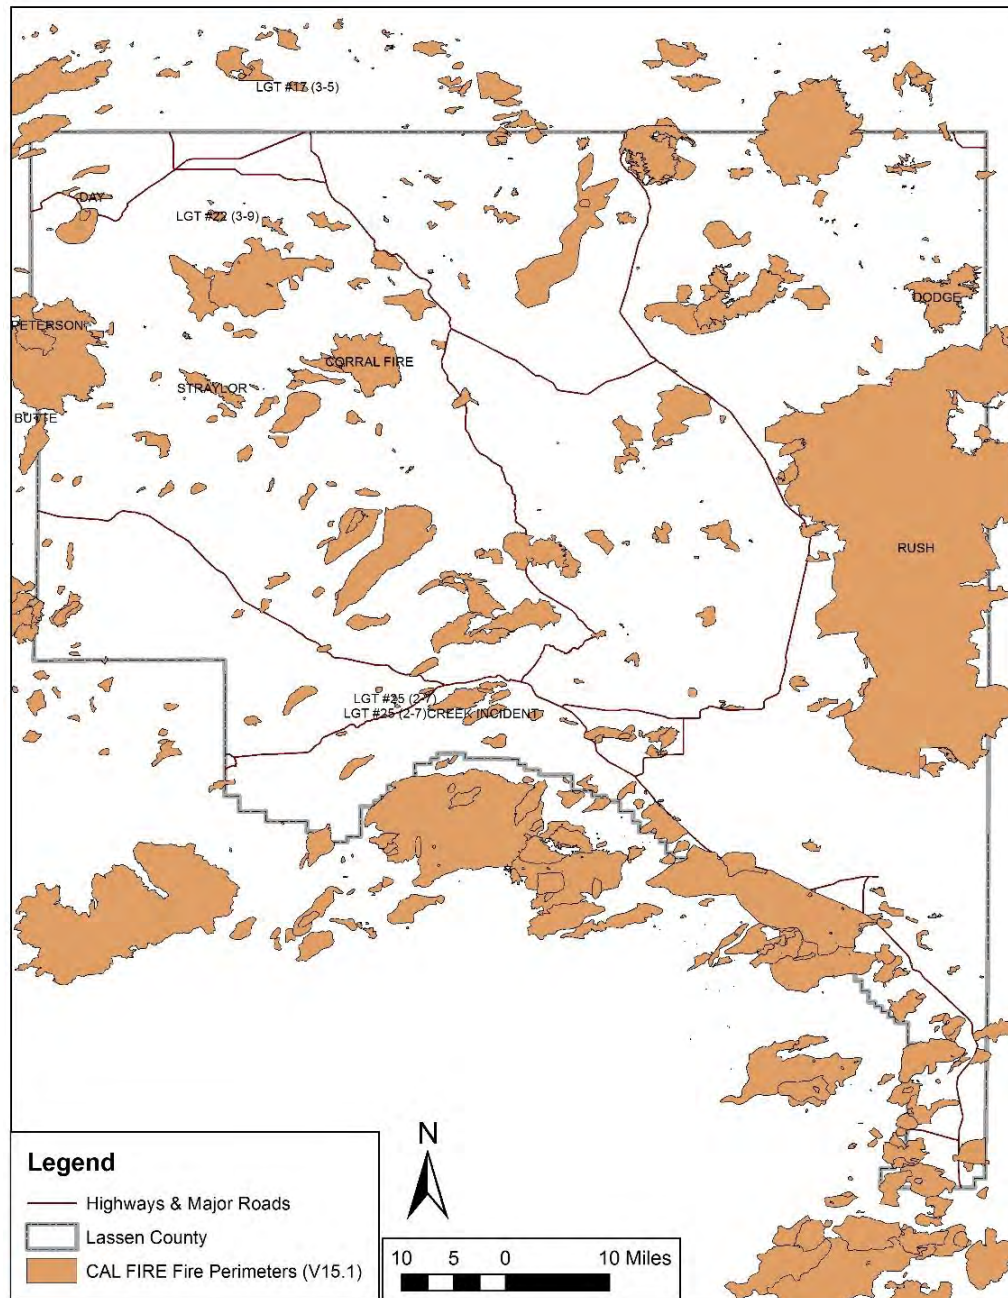 LGT #17 (3-5)
DAY
LGT #22 (3-9)
DODGE
PETERSON
CORRAL FIRE
STRAYLOR
BUTTE
RUSH
LGT #25 (2-7)
LGT #25 (2-7)CREEK INCIDENT
N
Legend
Highways & Major Roads
Lassen County
CAL FIRE Fire Perimeters (V15.1)
10 5 0 10 Miles